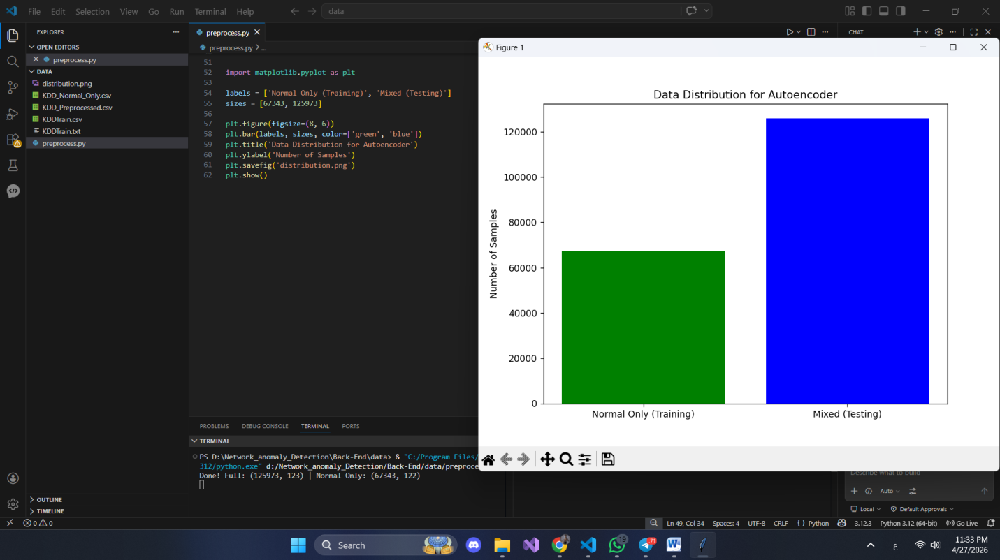 File Edit Selection View Go Run Terminal Help
data
EXPLORER
OPEN EDITORS
preprocess.py
DATA
distribution.png
KDD_Normal_Only.csv
KDD_Preprocessed.csv
KDDTrain.csv
KDDTrain.txt
preprocess.py
OUTLINE
TIMELINE
preprocess.py
preprocess.py > ...
51
52 import matplotlib.pyplot as plt
53
54 labels = ['Normal Only (Training)', 'Mixed (Testing)']
55 sizes = [67343, 125973]
56
57 plt.figure(figsize=(8, 6))
58 plt.bar(labels, sizes, color=['green', 'blue'])
59 plt.title('Data Distribution for Autoencoder')
60 plt.ylabel('Number of Samples')
61 plt.savefig('distribution.png')
62 plt.show()
PROBLEMS DEBUG CONSOLE TERMINAL PORTS
TERMINAL
PS D:\Network_anomaly_Detection\Back-End\data> & "C:/Program Files/
312/python.exe" d:/Network_anomaly_Detection/Back-End/data/preproce
Done! Full: (125973, 123) | Normal Only: (67343, 122)
CHAT
Figure 1
Data Distribution for Autoencoder
Number of Samples
120000
100000
80000
60000
40000
20000
0
Normal Only (Training) Mixed (Testing)
Describe what to build
Auto
Local Default Approvals
0 0
Ln 49, Col 34 Spaces: 4 UTF-8 CRLF { } Python 3.12.3 Python 3.12 (64-bit) Go Live
Search
19
71
ع
11:33 PM
4/27/2026